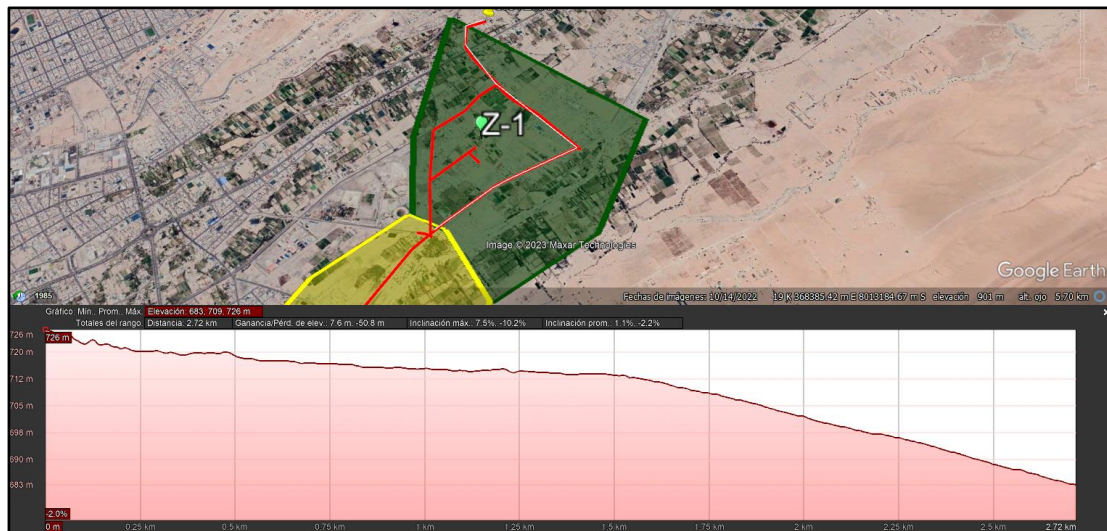 Z-1
Image © 2023 Maxar Technologies
Google Earth
1985
Fechas de imágenes: 10/14/2022 19 K 368385.42 m E 8013184.67 m S elevación 901 m alt. ojo 5.70 km
Gráfico: Mín., Prom., Máx. Elevación: 683, 709, 726 m
Totales del rango: Distancia: 2.72 km Ganancia/Pérd. de elev.: 7.6 m, -50.8 m Inclinación máx.: 7.5%, -10.2% Inclinación prom.: 1.1%, -2.2%
726 m
726 m
720 m
712 m
705 m
698 m
690 m
683 m
-2.0%
0 m 0.25 km 0.5 km 0.75 km 1 km 1.25 km 1.5 km 1.75 km 2 km 2.25 km 2.5 km 2.72 km